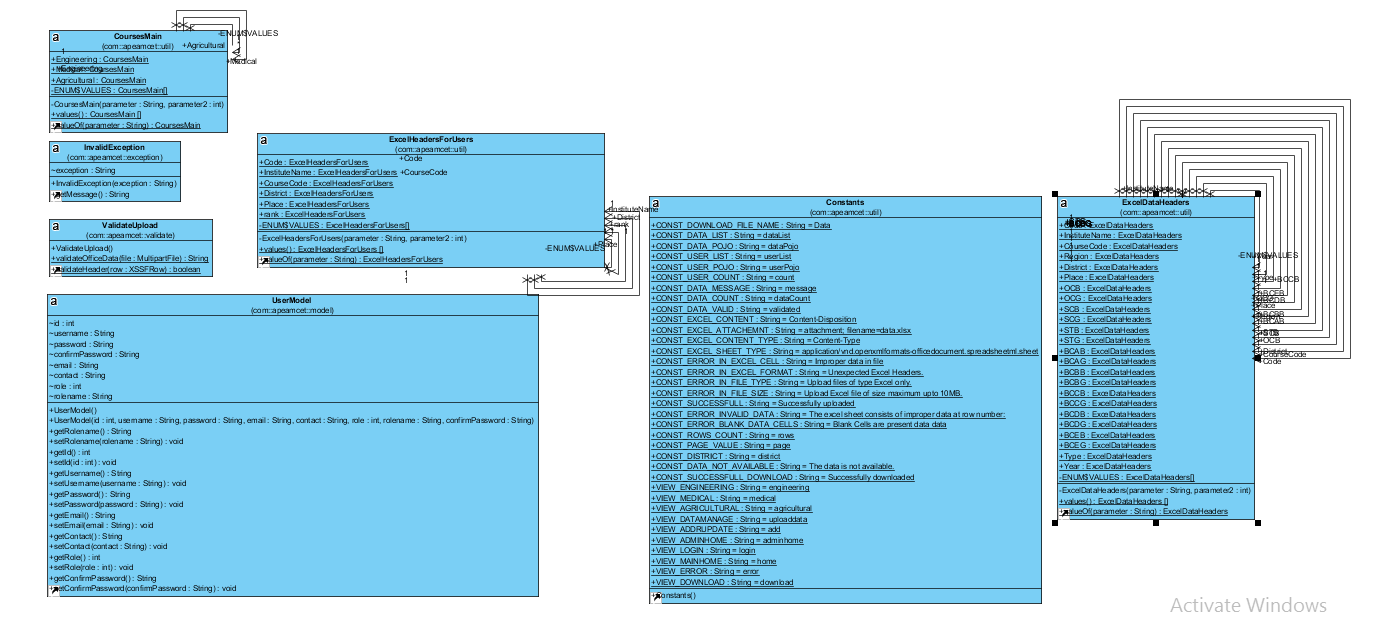 CoursesMain
(com::apeamcet::util)
+Engineering : CoursesMain
CoursesMain
+Agricultural : CoursesMain
-ENUM$VALUES : CoursesMain[]
-CoursesMain(parameter : String, parameter2 : int)
+values() : CoursesMain []
+valueOf(parameter : String) : CoursesMain
-ENUM$VALUES
+Agricultural
+Medical
1
InvalidException
(com::apeamcet::exception)
~exception : String
+InvalidException(exception : String)
+getMessage() : String
ValidateUpload
(com::apeamcet::validate)
+ValidateUpload()
+validateOfficeData(file : MultipartFile) : String
+validateHeader(row : XSSFRow) : boolean
ExcelHeadersForUsers
(com::apeamcet::util)
+Code : ExcelHeadersForUsers
+InstituteName : ExcelHeadersForUsers
+CourseCode : ExcelHeadersForUsers
+District : ExcelHeadersForUsers
+Place : ExcelHeadersForUsers
+rank : ExcelHeadersForUsers
-ENUM$VALUES : ExcelHeadersForUsers[]
-ExcelHeadersForUsers(parameter : String, parameter2 : int)
+values() : ExcelHeadersForUsers []
+valueOf(parameter : String) : ExcelHeadersForUsers
+Code
+CourseCode
+InstituteName
+District
+rank
+Place
-ENUM$VALUES
1
UserModel
(com::apeamcet::model)
~id : int
~username : String
~password : String
~confirmPassword : String
~email : String
~contact : String
~role : int
~rolename : String
+UserModel()
+UserModel(id : int, username : String, password : String, email : String, contact : String, role : int, rolename : String, confirmPassword : String)
+getRolename() : String
+setRolename(rolename : String) : void
+getId() : int
+setId(id : int) : void
+getUsername() : String
+setUsername(username : String) : void
+getPassword() : String
+setPassword(password : String) : void
+getEmail() : String
+setEmail(email : String) : void
+getContact() : String
+setContact(contact : String) : void
+getRole() : int
+setRole(role : int) : void
+getConfirmPassword() : String
+setConfirmPassword(confirmPassword : String) : void
Constants
(com::apeamcet::util)
+CONST_DOWNLOAD_FILE_NAME : String = Data
+CONST_DATA_LIST : String = dataList
+CONST_DATA_POJO : String = dataPojo
+CONST_USER_LIST : String = userList
+CONST_USER_POJO : String = userPojo
+CONST_USER_COUNT : String = count
+CONST_DATA_MESSAGE : String = message
+CONST_DATA_COUNT : String = dataCount
+CONST_DATA_VALID : String = validated
+CONST_EXCEL_CONTENT : String = Content-Disposition
+CONST_EXCEL_ATTACHEMNT : String = attachment; filename=data.xlsx
+CONST_EXCEL_CONTENT_TYPE : String = Content-Type
+CONST_EXCEL_SHEET_TYPE : String = application/vnd.openxmlformats-officedocument.spreadsheetml.sheet
+CONST_ERROR_IN_EXCEL_CELL : String = Improper data in file
+CONST_ERROR_IN_EXCEL_FORMAT : String = Unexpected Excel Headers.
+CONST_ERROR_IN_FILE_TYPE : String = Upload files of type Excel only.
+CONST_ERROR_IN_FILE_SIZE : String = Upload Excel file of size maximum upto 10MB.
+CONST_SUCCESSFULL : String = Successfully uploaded
+CONST_ERROR_INVALID_DATA : String = The excel sheet consists of improper data at row number:
+CONST_ERROR_BLANK_DATA_CELLS : String = Blank Cells are present data data
+CONST_ROWS_COUNT : String = rows
+CONST_PAGE_VALUE : String = page
+CONST_DISTRICT : String = district
+CONST_DATA_NOT_AVAILABLE : String = The data is not available.
+CONST_SUCCESSFULL_DOWNLOAD : String = Successfully downloaded
+VIEW_ENGINEERING : String = engineering
+VIEW_MEDICAL : String = medical
+VIEW_AGRICULTURAL : String = agricultural
+VIEW_DATAMANAGE : String = uploaddata
+VIEW_ADDRUPDATE : String = add
+VIEW_ADMINHOME : String = adminhome
+VIEW_LOGIN : String = login
+VIEW_MAINHOME : String = home
+VIEW_ERROR : String = error
+VIEW_DOWNLOAD : String = download
+Constants()
ExcelDataHeaders
(com::apeamcet::util)
: ExcelDataHeaders
+InstituteName : ExcelDataHeaders
+CourseCode : ExcelDataHeaders
+Region : ExcelDataHeaders
+District : ExcelDataHeaders
+Place : ExcelDataHeaders
+OCB : ExcelDataHeaders
+OCG : ExcelDataHeaders
+SCB : ExcelDataHeaders
+SCG : ExcelDataHeaders
+STB : ExcelDataHeaders
+STG : ExcelDataHeaders
+BCAB : ExcelDataHeaders
+BCAG : ExcelDataHeaders
+BCBB : ExcelDataHeaders
+BCBG : ExcelDataHeaders
+BCCB : ExcelDataHeaders
+BCCG : ExcelDataHeaders
+BCDB : ExcelDataHeaders
+BCDG : ExcelDataHeaders
+BCEB : ExcelDataHeaders
+BCEG : ExcelDataHeaders
+Type : ExcelDataHeaders
+Year : ExcelDataHeaders
-ENUM$VALUES : ExcelDataHeaders[]
-ExcelDataHeaders(parameter : String, parameter2 : int)
+values() : ExcelDataHeaders []
+valueOf(parameter : String) : ExcelDataHeaders
+BCCB
+OCB
+CourseCode
+Code
Activate Windows